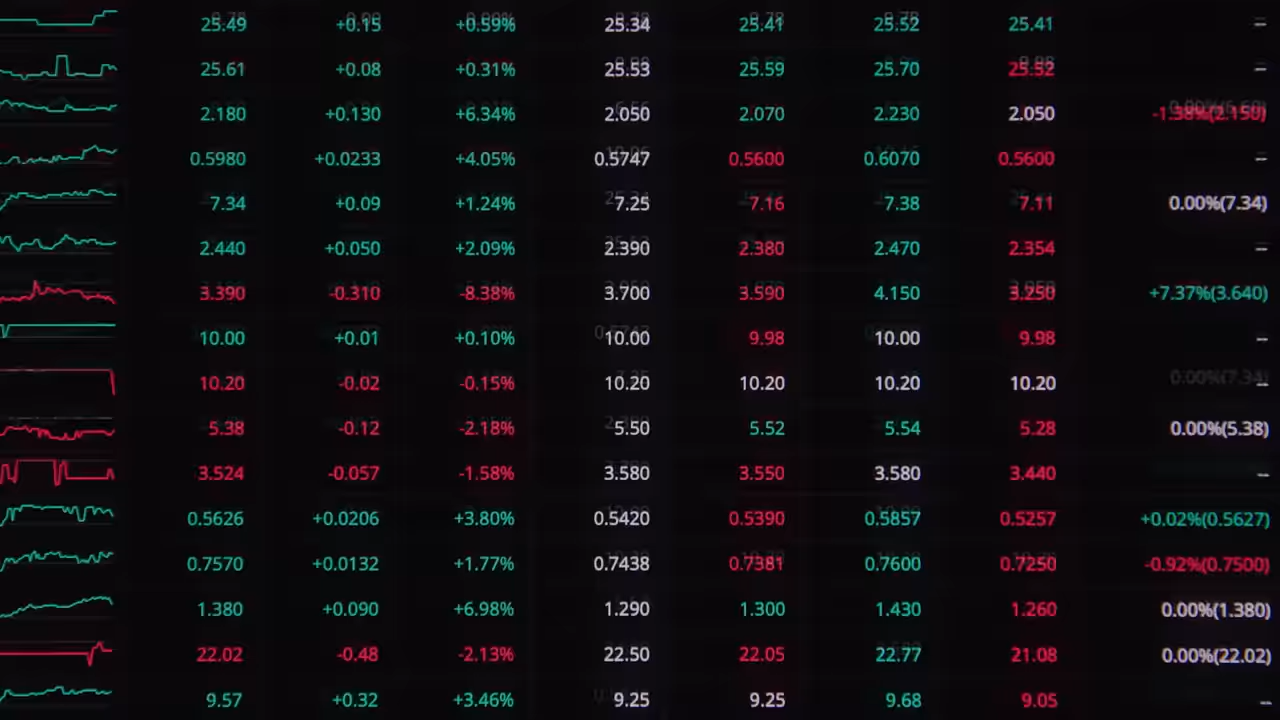 25.49 +0.15 +0.59% 25.34 25.41 25.52 25.41 --
25.61 +0.08 +0.31% 25.53 25.59 25.70 25.52 --
2.180 +0.130 +6.34% 2.050 2.070 2.230 2.050 -1.38%(2.150)
0.5980 +0.0233 +4.05% 0.5747 0.5600 0.6070 0.5600 --
7.34 +0.09 +1.24% 7.25 7.16 7.38 7.11 0.00%(7.34)
2.440 +0.050 +2.09% 2.390 2.380 2.470 2.354 --
3.390 -0.310 -8.38% 3.700 3.590 4.150 3.250 +7.37%(3.640)
10.00 +0.01 +0.10% 10.00 9.98 10.00 9.98 --
10.20 -0.02 -0.15% 10.20 10.20 10.20 10.20 --
5.38 -0.12 -2.18% 5.50 5.52 5.54 5.28 0.00%(5.38)
3.524 -0.057 -1.58% 3.580 3.550 3.580 3.440 --
0.5626 +0.0206 +3.80% 0.5420 0.5390 0.5857 0.5257 +0.02%(0.5627)
0.7570 +0.0132 +1.77% 0.7438 0.7381 0.7600 0.7250 -0.92%(0.7500)
1.380 +0.090 +6.98% 1.290 1.300 1.430 1.260 0.00%(1.380)
22.02 -0.48 -2.13% 22.50 22.05 22.77 21.08 0.00%(22.02)
9.57 +0.32 +3.46% 9.25 9.25 9.68 9.05 --